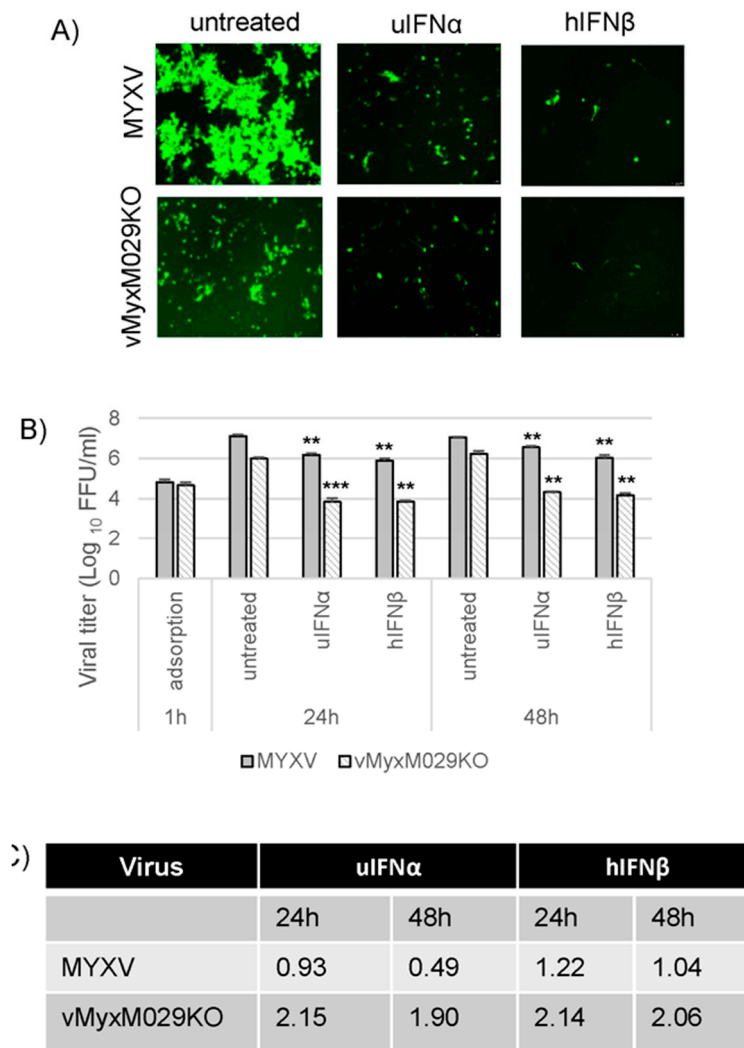 A)
untreated uIFNα hIFNβ
MYXV
vMyxM029KO
B)
Viral titer (Log 10 FFU/ml)
8
6
4
2
0
** ** ** **
*** ** ** **
adsorption untreated uIFNα hIFNβ untreated uIFNα hIFNβ
1h 24h 48h
MYXV vMyxM029KO
C)
Virus uIFNα hIFNβ
24h 48h 24h 48h
MYXV 0.93 0.49 1.22 1.04
vMyxM029KO 2.15 1.90 2.14 2.06